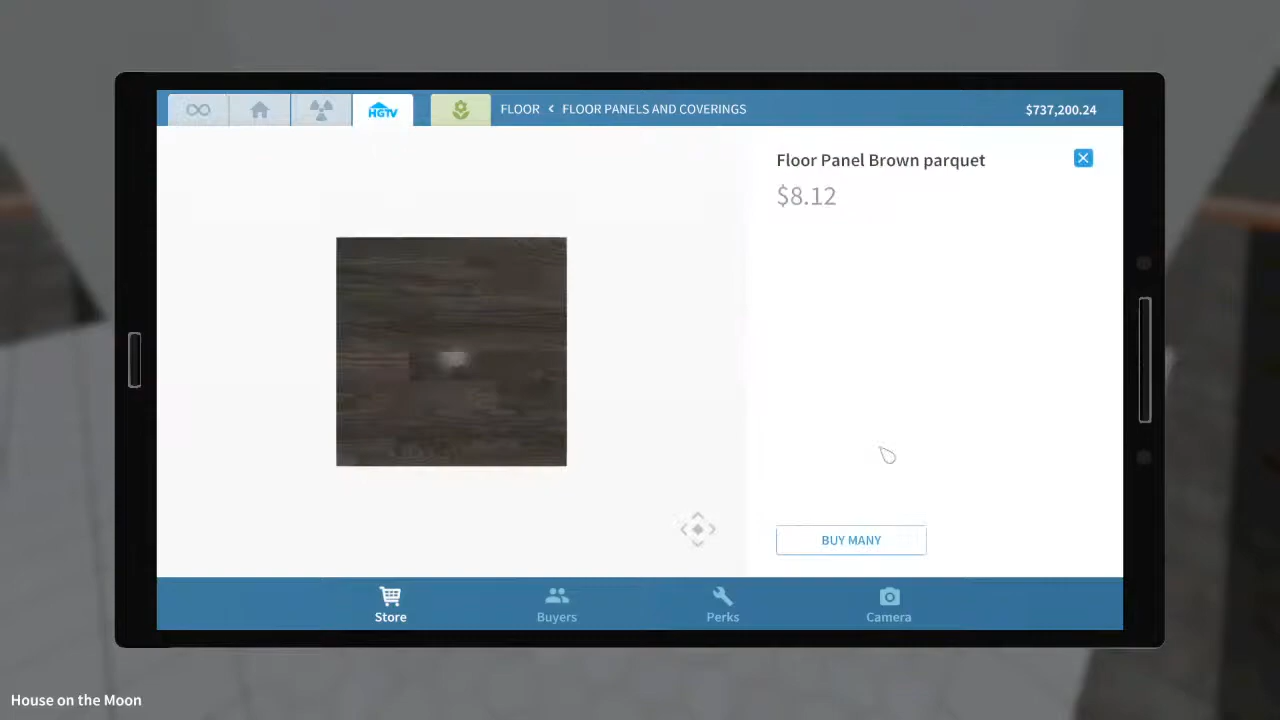 HGTV
FLOOR < FLOOR PANELS AND COVERINGS
$737,200.24
Floor Panel Brown parquet
$8.12
BUY MANY
Store
Buyers
Perks
Camera
House on the Moon